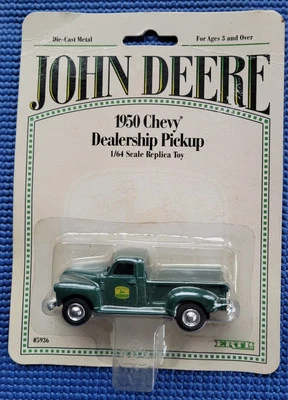 Die-Cast Metal
For Ages 3 and Over
JOHN DEERE
1950 Chevy®
Dealership Pickup
1/64 Scale Replica Toy
#5936
ERTL